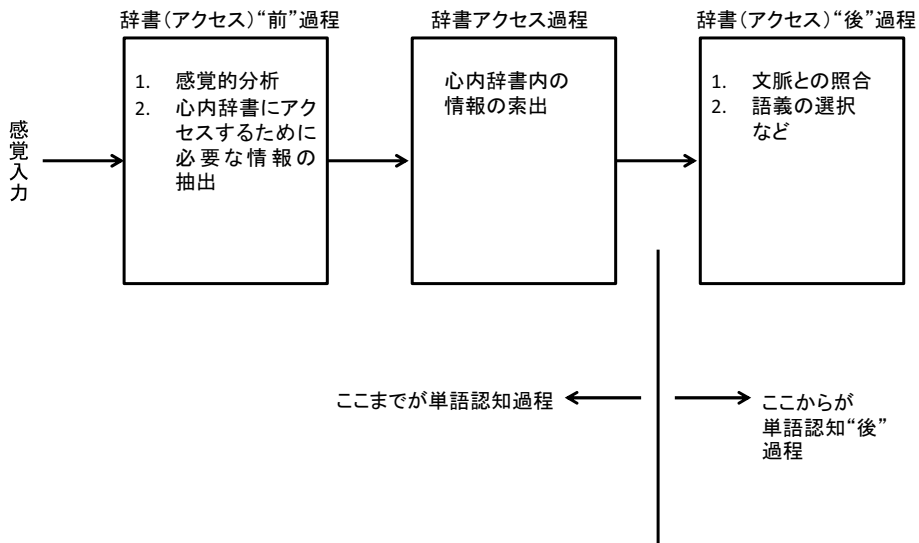 辞書(アクセス)“前”過程
辞書アクセス過程
辞書(アクセス)“後”過程
感覚入力
1. 感覚的分析
2. 心内辞書にア
クセスするために
必要な情報の
抽出
心内辞書内の
情報の索出
1. 文脈との照合
2. 語義の選択
など
ここまでが単語認知過程
ここからが
単語認知“後”
過程